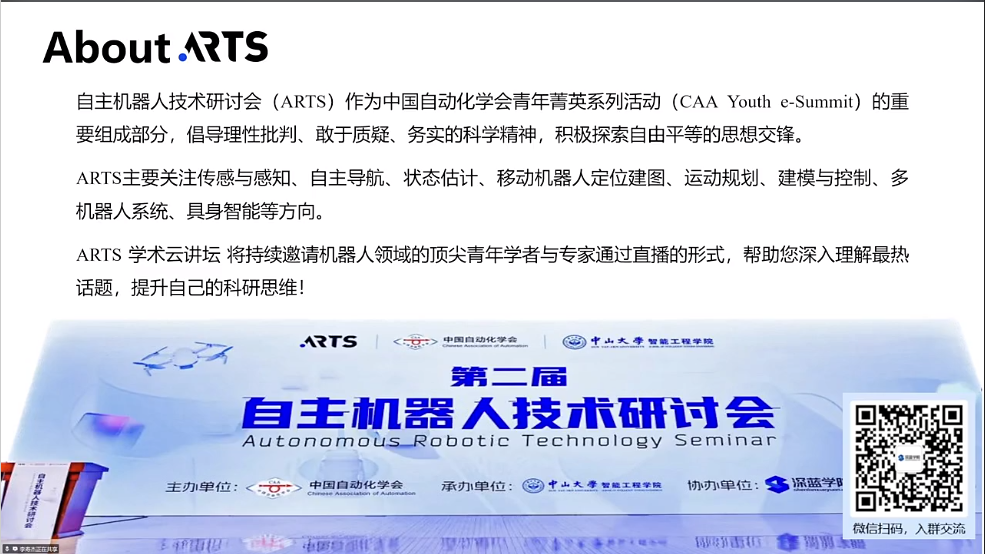 About ARTS
自主机器人技术研讨会（ARTS）作为中国自动化学会青年菁英系列活动（CAA Youth e-Summit）的重
要组成部分，倡导理性批判、敢于质疑、务实的科学精神，积极探索自由平等的思想交锋。
ARTS主要关注传感与感知、自主导航、状态估计、移动机器人定位建图、运动规划、建模与控制、多
机器人系统、具身智能等方向。
ARTS 学术云讲坛 将持续邀请机器人领域的顶尖青年学者与专家通过直播的形式，帮助您深入理解最热
话题，提升自己的科研思维！
ARTS 中国自动化学会 中山大學 智能工程学院
Chinese Association of Automation
第二届
自主机器人技术研讨会
Autonomous Robotic Technology Seminar
主办单位： 中国自动化学会 承办单位： 中山大學 智能工程学院 协办单位： 深蓝学院
Chinese Association of Automation
自主机器人技术研讨会
微信扫码，入群交流